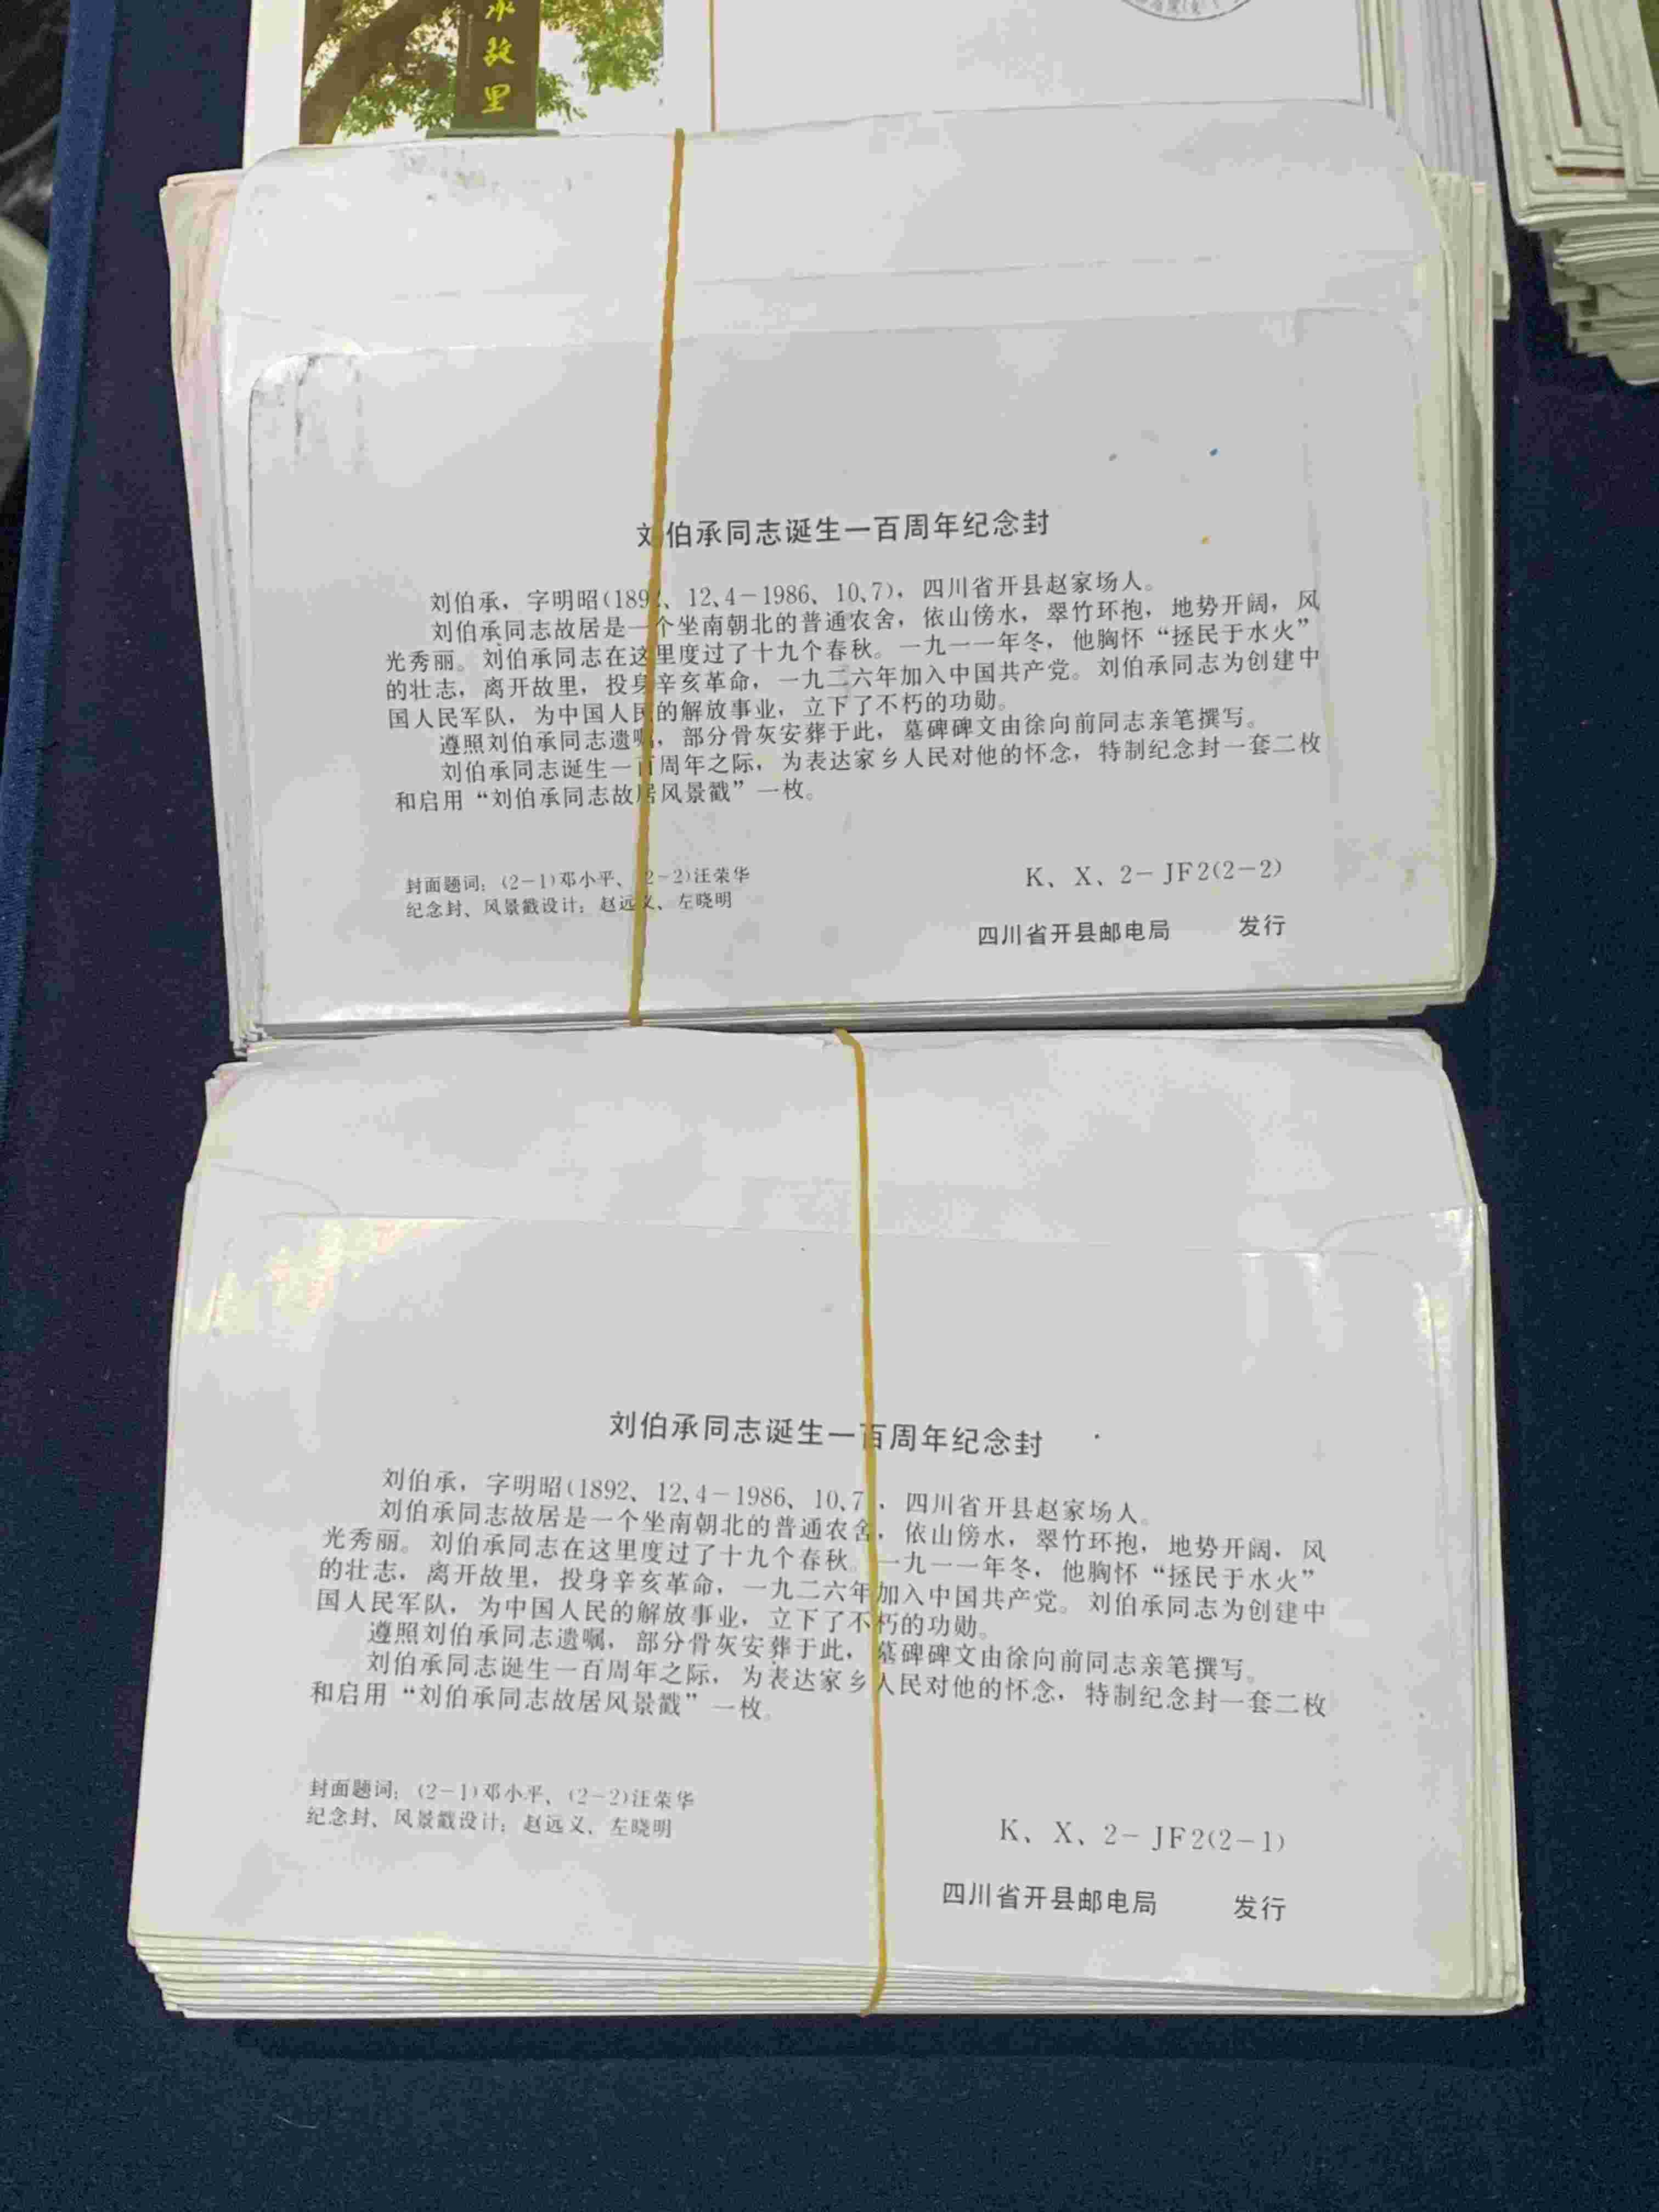 承
故
里
刘伯承同志诞生一百周年纪念封
刘伯承，字明昭(1892、12、4－1986、10、7)，四川省开县赵家场人。
刘伯承同志故居是一个坐南朝北的普通农舍，依山傍水，翠竹环抱，地势开阔，风
光秀丽。刘伯承同志在这里度过了十九个春秋。一九一一年冬，他胸怀“拯民于水火”
的壮志，离开故里，投身辛亥革命，一九二六年加入中国共产党。刘伯承同志为创建中
国人民军队，为中国人民的解放事业，立下了不朽的功勋。
遵照刘伯承同志遗嘱，部分骨灰安葬于此，墓碑碑文由徐向前同志亲笔撰写。
刘伯承同志诞生一百周年之际，为表达家乡人民对他的怀念，特制纪念封一套二枚
和启用“刘伯承同志故居风景戳”一枚。
封面题词：(2－1)邓小平、(2－2)汪荣华
纪念封、风景戳设计：赵远义、左晓明
K、X、2－JF2(2－2)
四川省开县邮电局 发行
刘伯承同志诞生一百周年纪念封
刘伯承，字明昭(1892、12、4－1986、10、7)，四川省开县赵家场人。
刘伯承同志故居是一个坐南朝北的普通农舍，依山傍水，翠竹环抱，地势开阔，风
光秀丽。刘伯承同志在这里度过了十九个春秋。一九一一年冬，他胸怀“拯民于水火”
的壮志，离开故里，投身辛亥革命，一九二六年加入中国共产党。刘伯承同志为创建中
国人民军队，为中国人民的解放事业，立下了不朽的功勋。
遵照刘伯承同志遗嘱，部分骨灰安葬于此，墓碑碑文由徐向前同志亲笔撰写。
刘伯承同志诞生一百周年之际，为表达家乡人民对他的怀念，特制纪念封一套二枚
和启用“刘伯承同志故居风景戳”一枚。
封面题词：(2－1)邓小平、(2－2)汪荣华
纪念封、风景戳设计：赵远义、左晓明
K、X、2－JF2(2－1)
四川省开县邮电局 发行